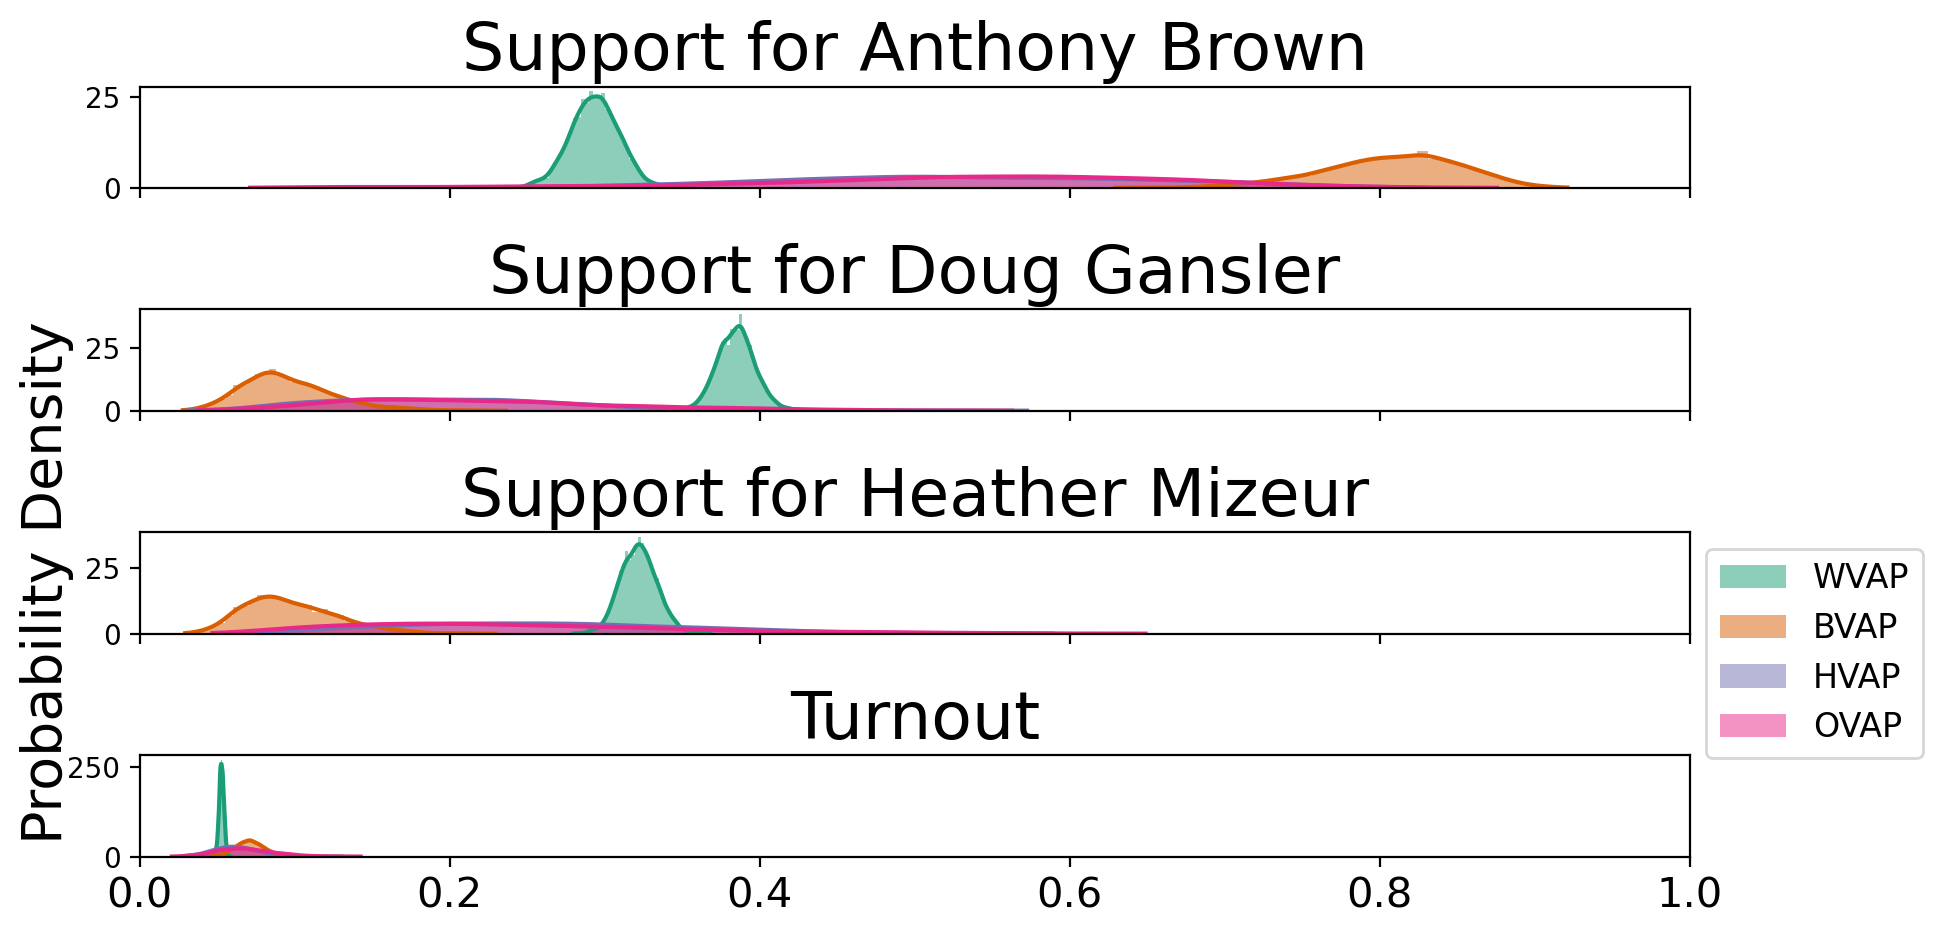 Support for Anthony Brown
25
0
Support for Doug Gansler
25
0
Support for Heather Mizeur
25
0
Turnout
250
0
0.0 0.2 0.4 0.6 0.8 1.0
Probability Density
WVAP
BVAP
HVAP
OVAP